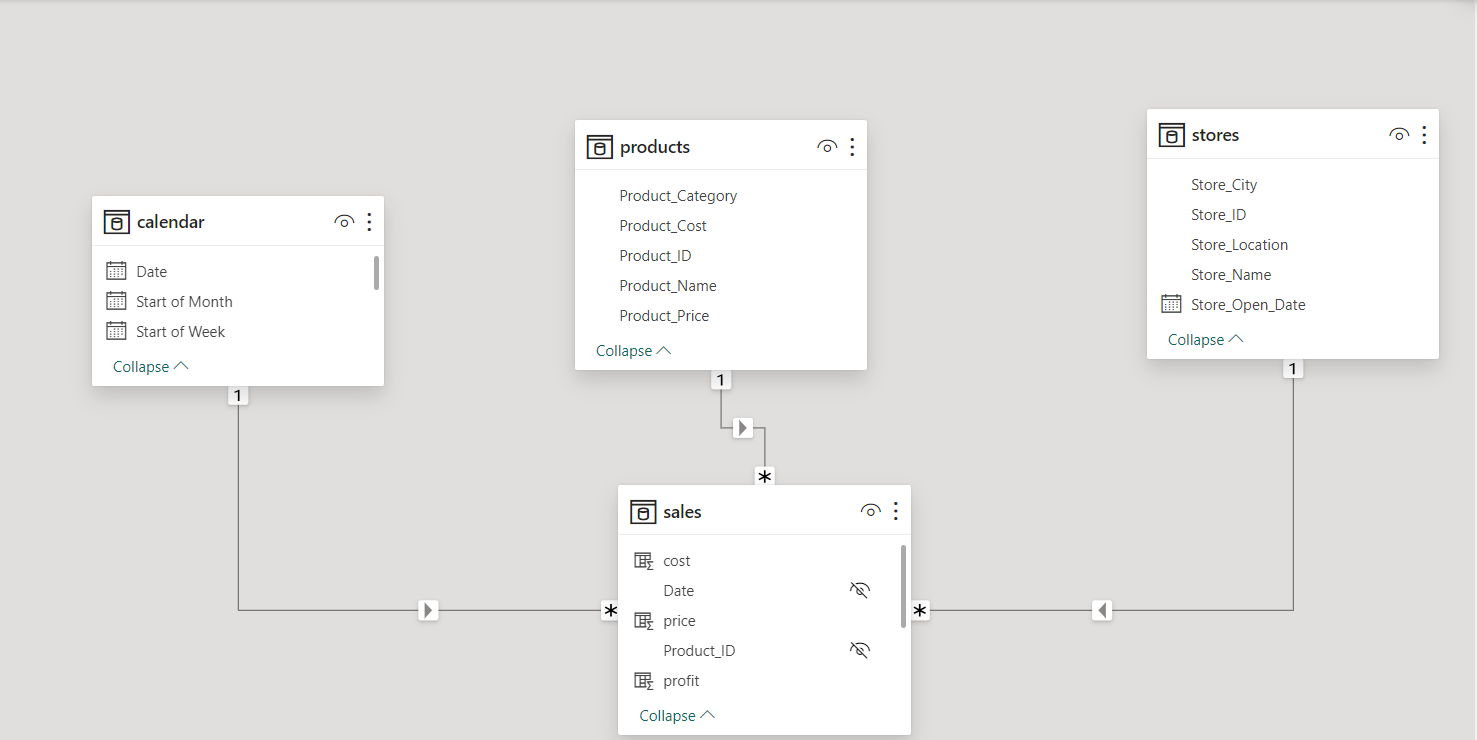 calendar
Date
Start of Month
Start of Week
Collapse
1
products
Product_Category
Product_Cost
Product_ID
Product_Name
Product_Price
Collapse
1
stores
Store_City
Store_ID
Store_Location
Store_Name
Store_Open_Date
Collapse
1
*
*
*
sales
cost
Date
price
Product_ID
profit
Collapse